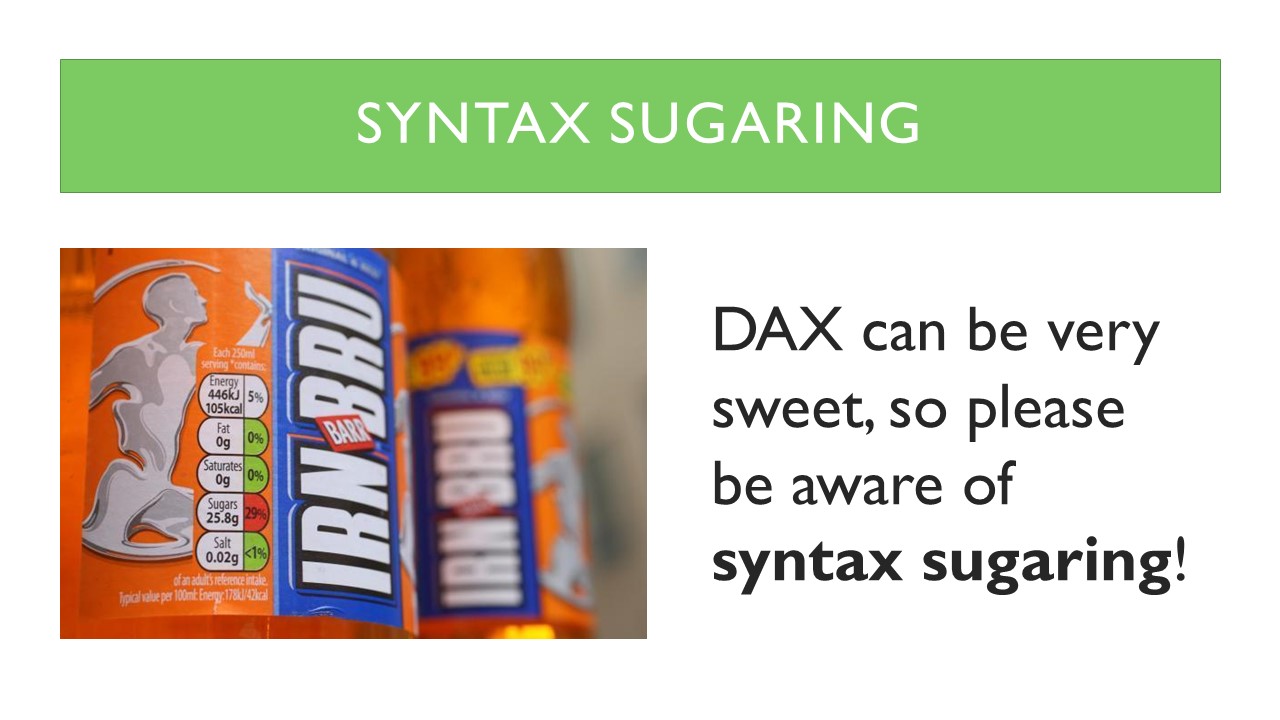 SYNTAX SUGARING
Each 250ml
serving *contains:
Energy
446kJ
105kcal
5%
Fat
0g
0%
Saturates
0g
0%
Sugars
25.8g
29%
Salt
0.02g
<1%
of an adult's reference intake.
Typical value per 100ml: Energy:178kJ/42kcal
IRN BRU
BARR
IRN BRU
DAX can be very
sweet, so please
be aware of
syntax sugaring!